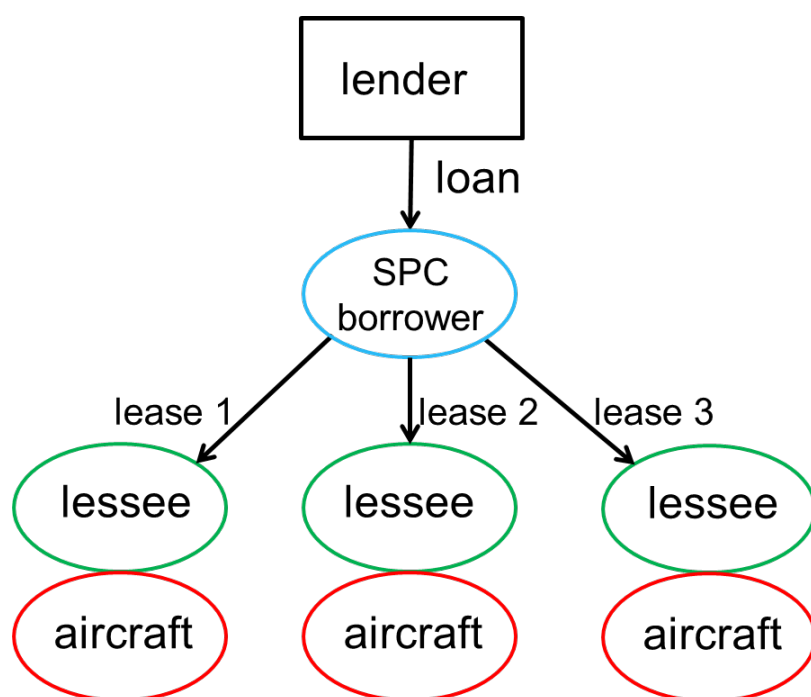 lender
loan
SPC
borrower
lease 1
lease 2
lease 3
lessee
lessee
lessee
aircraft
aircraft
aircraft